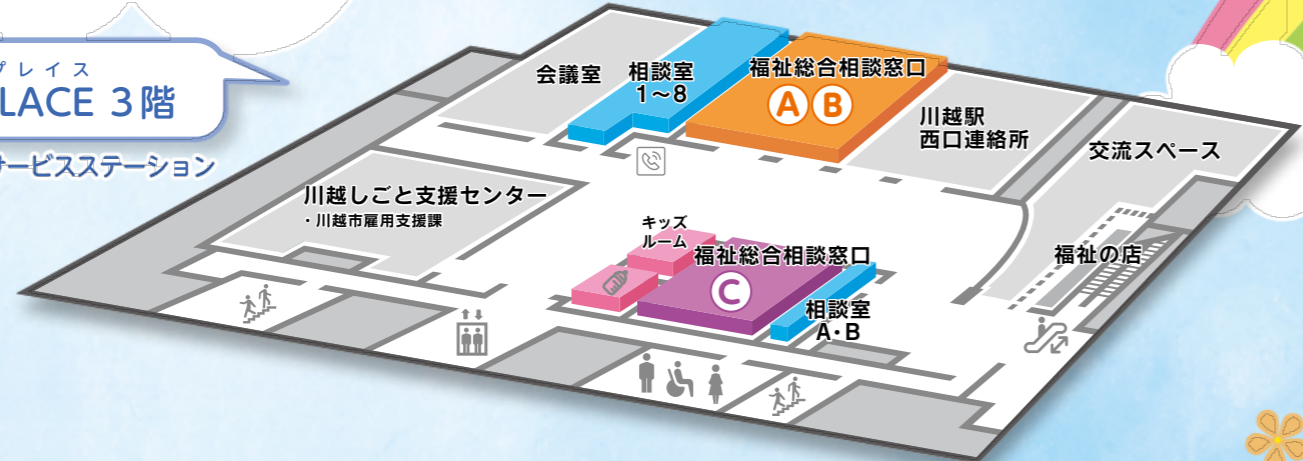 プレイス
LACE 3階
サービスステーション
会議室
相談室
1~8
福祉総合相談窓口
A B
川越駅
西口連絡所
交流スペース
川越しごと支援センター
・川越市雇用支援課
キッズ
ルーム
福祉総合相談窓口
C
相談室
A・B
福祉の店